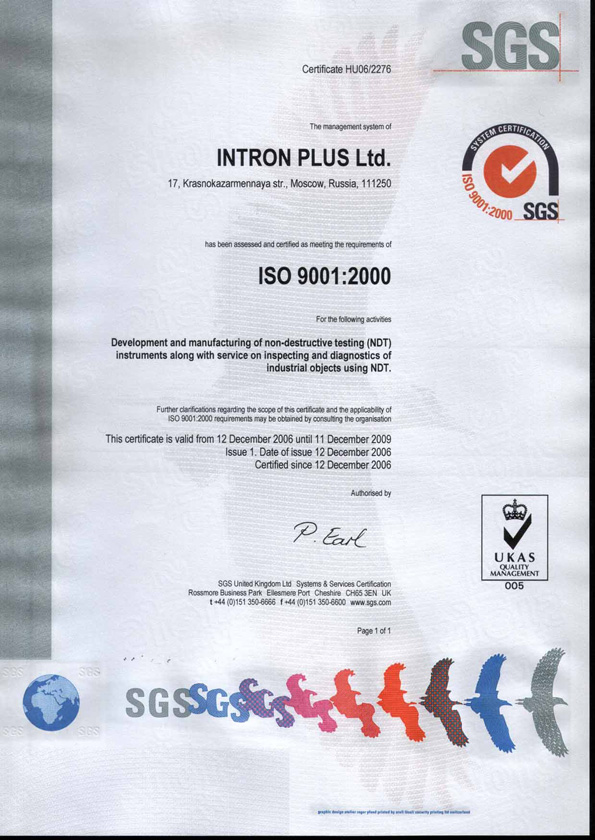 SGS
Certificate HU06/2276
The management system of
INTRON PLUS Ltd.
17, Krasnokazarmennaya str., Moscow, Russia, 111250
SYSTEM CERTIFICATION
ISO 9001:2000
SGS
has been assessed and certified as meeting the requirements of
ISO 9001:2000
For the following activities
Development and manufacturing of non-destructive testing (NDT)
instruments along with service on inspecting and diagnostics of
industrial objects using NDT.
Further clarifications regarding the scope of this certificate and the applicability of
ISO 9001:2000 requirements may be obtained by consulting the organisation
This certificate is valid from 12 December 2006 until 11 December 2009
Issue 1. Date of issue 12 December 2006
Certified since 12 December 2006
Authorised by
P. Earl
UKAS
QUALITY
MANAGEMENT
005
SGS United Kingdom Ltd Systems & Services Certification
Rossmore Business Park Ellesmere Port Cheshire CH65 3EN UK
t +44 (0)151 350-6666 f +44 (0)151 350-6600 www.sgs.com
Page 1 of 1
SGS SGS
SGS SGS
SGSSGS